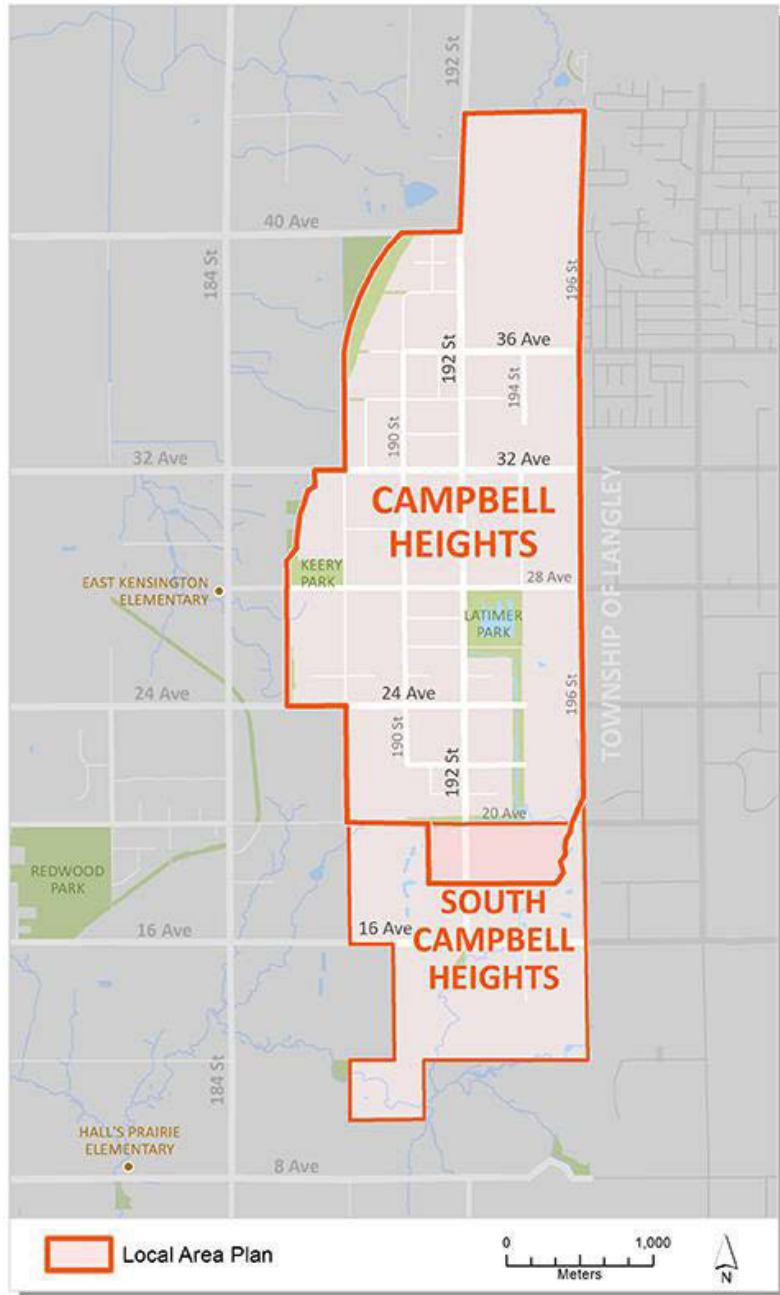 192 St
40 Ave
184 St
196 St
36 Ave
192 St
194 St
190 St
32 Ave
32 Ave
CAMPBELL
HEIGHTS
TOWNSHIP OF LANGLEY
KEERY
PARK
EAST KENSINGTON
ELEMENTARY
28 Ave
LATIMER
PARK
24 Ave
24 Ave
196 St
190 St
192 St
20 Ave
REDWOOD
PARK
SOUTH
CAMPBELL
HEIGHTS
16 Ave
16 Ave
184 St
HALL'S PRAIRIE
ELEMENTARY
8 Ave
Local Area Plan
0 1,000
Meters
N